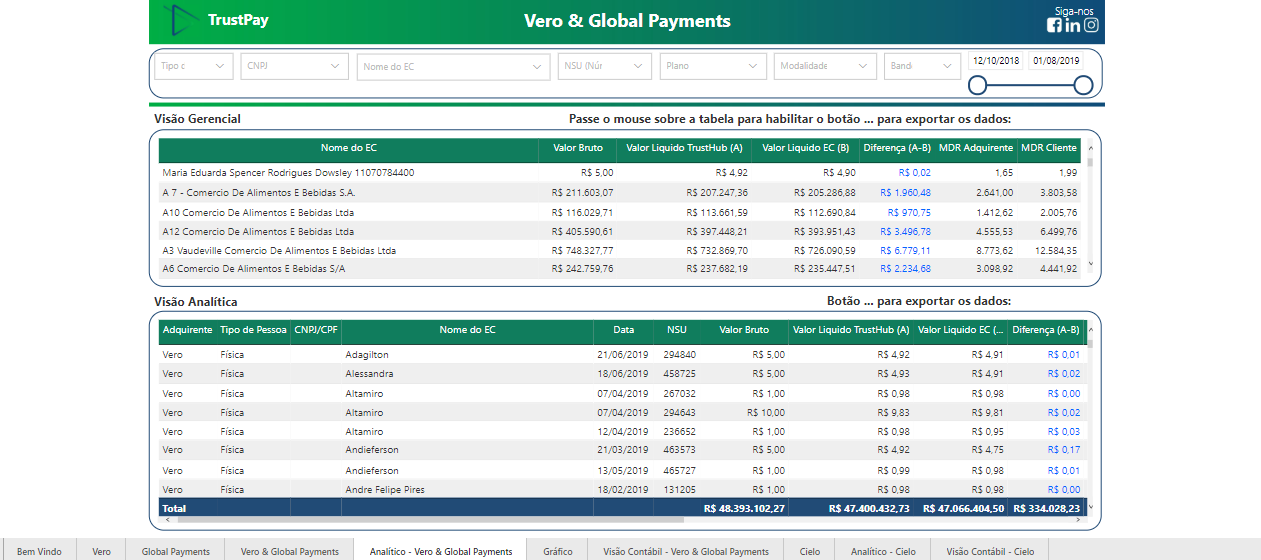 TrustPay
Vero & Global Payments
Siga-nos
Tipo c CNPJ Nome do EC NSU (Núr Plano Modalidade Band 12/10/2018 01/08/2019
Visão Gerencial Passe o mouse sobre a tabela para habilitar o botão ... para exportar os dados:
Nome do EC Valor Bruto Valor Liquido TrustHub (A) Valor Liquido EC (B) Diferença (A-B) MDR Adquirente MDR Cliente
Maria Eduarda Spencer Rodrigues Dowsley 11070784400 R$ 5,00 R$ 4,92 R$ 4,90 R$ 0,02 1,65 1,99
A 7 - Comercio De Alimentos E Bebidas S.A. R$ 211.603,07 R$ 207.247,36 R$ 205.286,88 R$ 1.960,48 2.641,00 3.803,58
A10 Comercio De Alimentos E Bebidas Ltda R$ 116.029,71 R$ 113.661,59 R$ 112.690,84 R$ 970,75 1.412,62 2.005,76
A12 Comercio De Alimentos E Bebidas Ltda R$ 405.590,61 R$ 397.448,21 R$ 393.951,43 R$ 3.496,78 4.555,53 6.499,76
A3 Vaudeville Comercio De Alimentos E Bebidas Ltda R$ 748.327,77 R$ 732.869,70 R$ 726.090,59 R$ 6.779,11 8.773,62 12.584,35
A6 Comercio De Alimentos E Bebidas S/A R$ 242.759,76 R$ 237.682,19 R$ 235.447,51 R$ 2.234,68 3.098,92 4.441,92
Visão Analítica Botão ... para exportar os dados:
Adquirente Tipo de Pessoa CNPJ/CPF Nome do EC Data NSU Valor Bruto Valor Liquido TrustHub (A) Valor Liquido EC (... Diferença (A-B)
Vero Física Adagilton 21/06/2019 294840 R$ 5,00 R$ 4,92 R$ 4,91 R$ 0,01
Vero Física Alessandra 18/06/2019 458725 R$ 5,00 R$ 4,93 R$ 4,91 R$ 0,02
Vero Física Altamiro 07/04/2019 267032 R$ 1,00 R$ 0,98 R$ 0,98 R$ 0,00
Vero Física Altamiro 07/04/2019 294643 R$ 10,00 R$ 9,83 R$ 9,81 R$ 0,02
Vero Física Altamiro 12/04/2019 236652 R$ 1,00 R$ 0,98 R$ 0,95 R$ 0,03
Vero Física Andieferson 21/03/2019 463573 R$ 5,00 R$ 4,92 R$ 4,75 R$ 0,17
Vero Física Andieferson 13/05/2019 465727 R$ 1,00 R$ 0,99 R$ 0,98 R$ 0,01
Vero Física Andre Felipe Pires 18/02/2019 131205 R$ 1,00 R$ 0,98 R$ 0,98 R$ 0,00
Total R$ 48.393.102,27 R$ 47.400.432,73 R$ 47.066.404,50 R$ 334.028,23
Bem Vindo Vero Global Payments Vero & Global Payments Analítico - Vero & Global Payments Gráfico Visão Contábil - Vero & Global Payments Cielo Analítico - Cielo Visão Contábil - Cielo